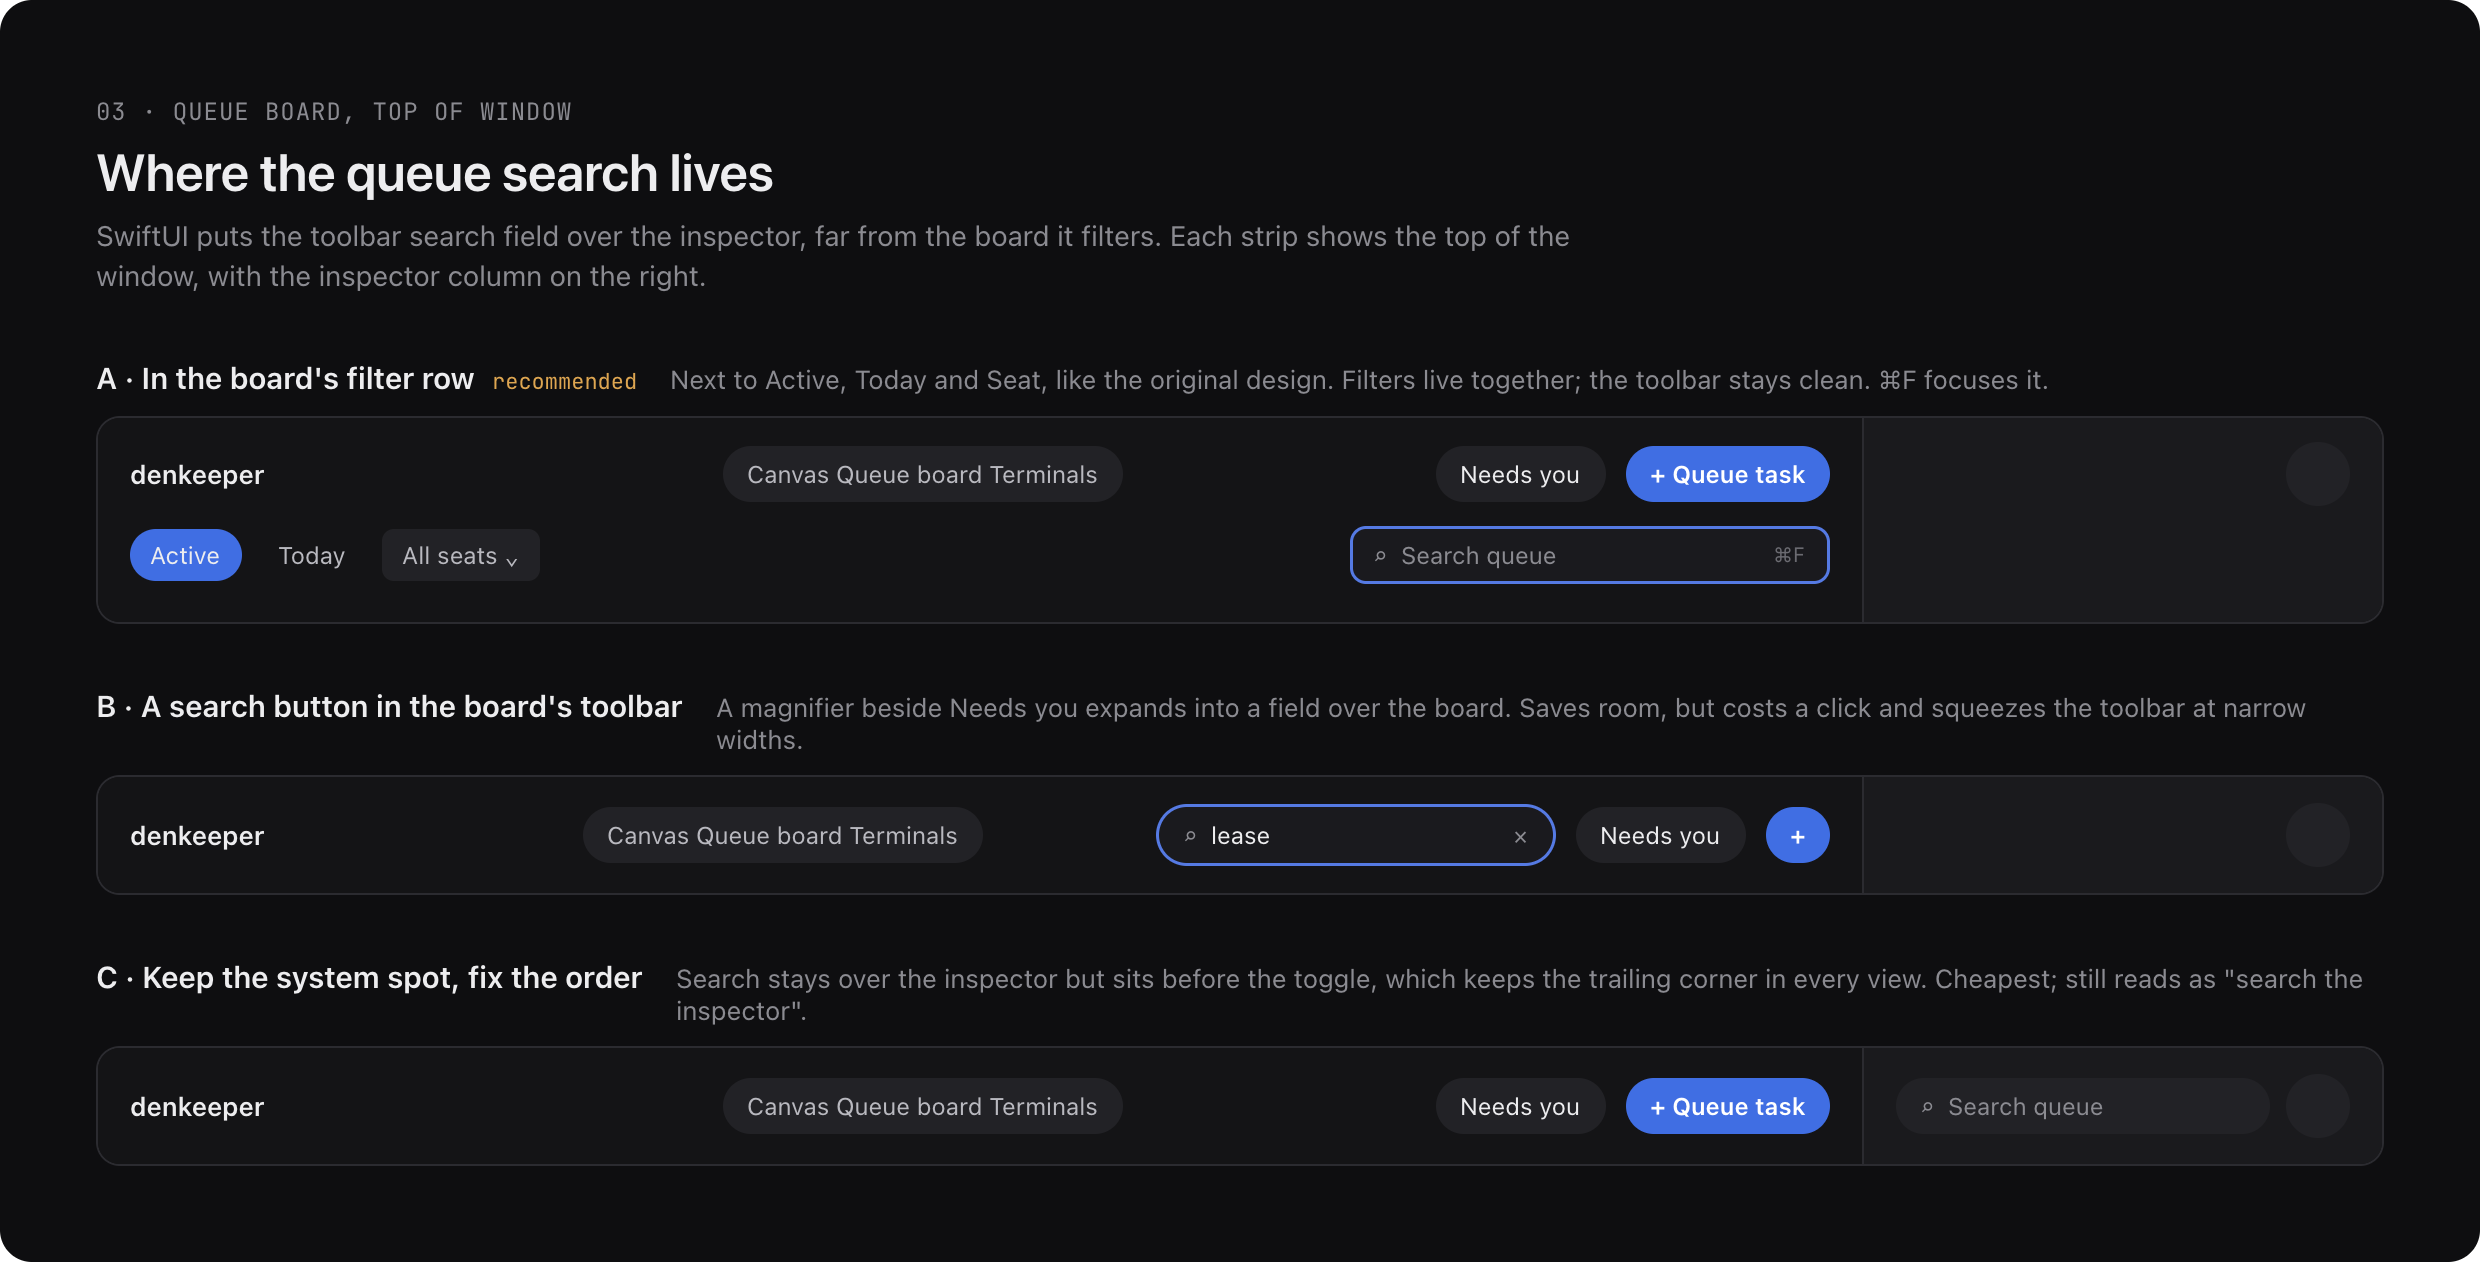 03 · QUEUE BOARD, TOP OF WINDOW
Where the queue search lives
SwiftUI puts the toolbar search field over the inspector, far from the board it filters. Each strip shows the top of the
window, with the inspector column on the right.
A · In the board's filter row recommended Next to Active, Today and Seat, like the original design. Filters live together; the toolbar stays clean. ⌘F focuses it.
denkeeper Canvas Queue board Terminals Needs you + Queue task
Active Today All seats ⌄ ⌕ Search queue ⌘F
B · A search button in the board's toolbar A magnifier beside Needs you expands into a field over the board. Saves room, but costs a click and squeezes the toolbar at narrow
widths.
denkeeper Canvas Queue board Terminals ⌕ lease × Needs you +
C · Keep the system spot, fix the order Search stays over the inspector but sits before the toggle, which keeps the trailing corner in every view. Cheapest; still reads as "search the
inspector".
denkeeper Canvas Queue board Terminals Needs you + Queue task ⌕ Search queue